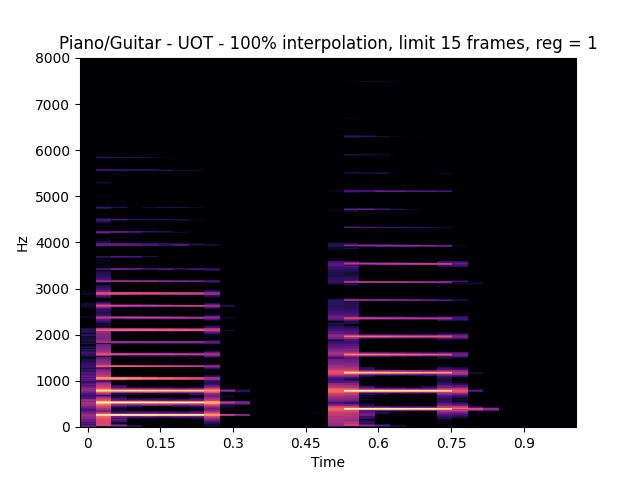 Piano/Guitar - UOT - 100% interpolation, limit 15 frames, reg = 1
8000
7000
6000
5000
4000
3000
2000
1000
0
Hz
0 0.15 0.3 0.45 0.6 0.75 0.9
Time